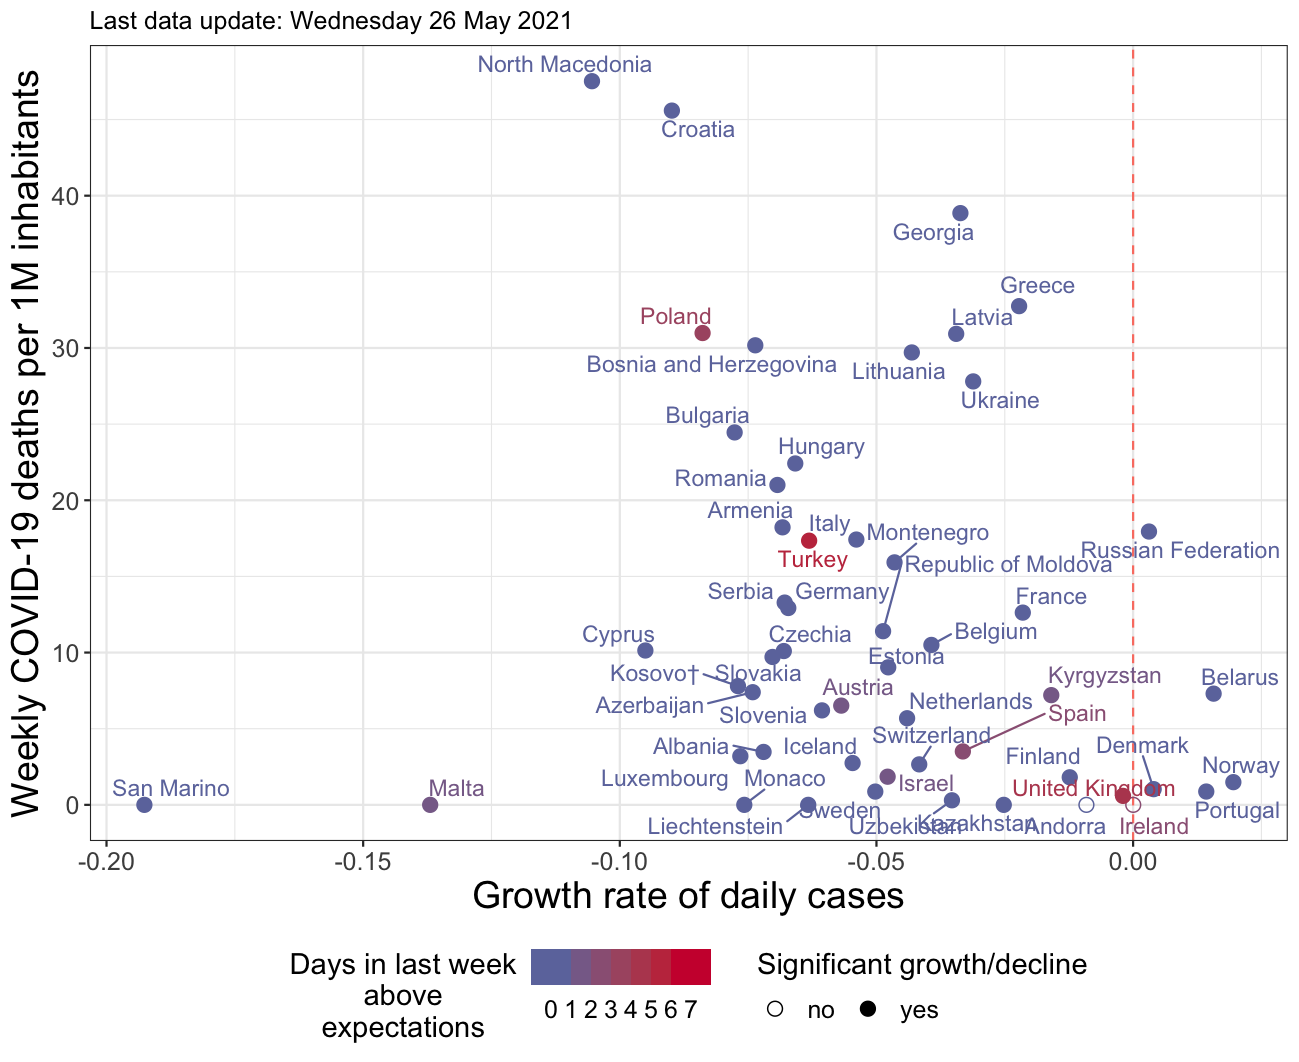 Last data update: Wednesday 26 May 2021
Weekly COVID-19 deaths per 1M inhabitants
40
30
20
10
0
North Macedonia
Croatia
Georgia
Greece
Poland
Latvia
Bosnia and Herzegovina
Lithuania
Ukraine
Bulgaria
Hungary
Romania
Armenia
Italy
Montenegro
Russian Federation
Turkey
Republic of Moldova
Serbia
Germany
France
Cyprus
Czechia
Belgium
Estonia
Kosovo†
Slovakia
Kyrgyzstan
Belarus
Austria
Azerbaijan
Slovenia
Netherlands
Spain
Switzerland
Albania
Iceland
Finland
Denmark
Norway
Luxembourg
Monaco
Israel
San Marino
Malta
United Kingdom
Portugal
Sweden
Liechtenstein
Uzbekistan
Kazakhstan
Andorra
Ireland
-0.20
-0.15
-0.10
-0.05
0.00
Growth rate of daily cases
Days in last week
above
expectations
0 1 2 3 4 5 6 7
Significant growth/decline
no
yes